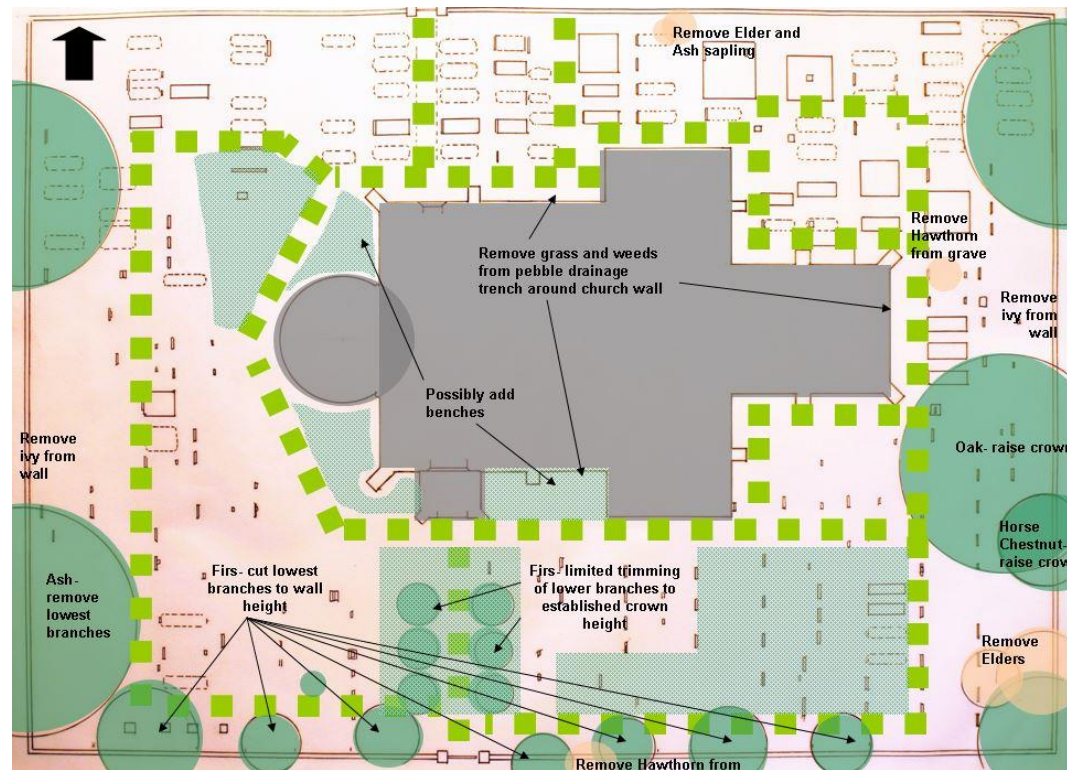 Remove Elder and
Ash sapling
Remove
Hawthorn
from grave
Remove grass and weeds
from pebble drainage
trench around church wall
Remove
ivy from
wall
Possibly add
benches
Remove
ivy from
wall
Oak- raise crown
Horse
Chestnut-
raise crow
Ash-
remove
lowest
branches
Firs- cut lowest
branches to wall
height
Firs- limited trimming
of lower branches to
established crown
height
Remove
Elders
Remove Hawthorn from